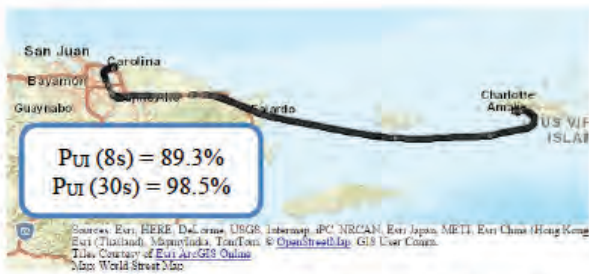 San Juan
Carolina
Bayamón
Guaynabo
Fajardo
Charlotte
Amalie
US VIR
ISLAN
PUI (8s) = 89.3%
PUI (30s) = 98.5%
Sources: Esri, HERE, DeLorme, USGS, Intermap, iPC, NRCAN, Esri Japan, METI, Esri China (Hong Kong
Esri (Thailand), MapmyIndia, TomTom, © OpenStreetMap, GIS User Comm.
Tiles Courtesy of Esri ArcGIS Online
Map: World Street Map